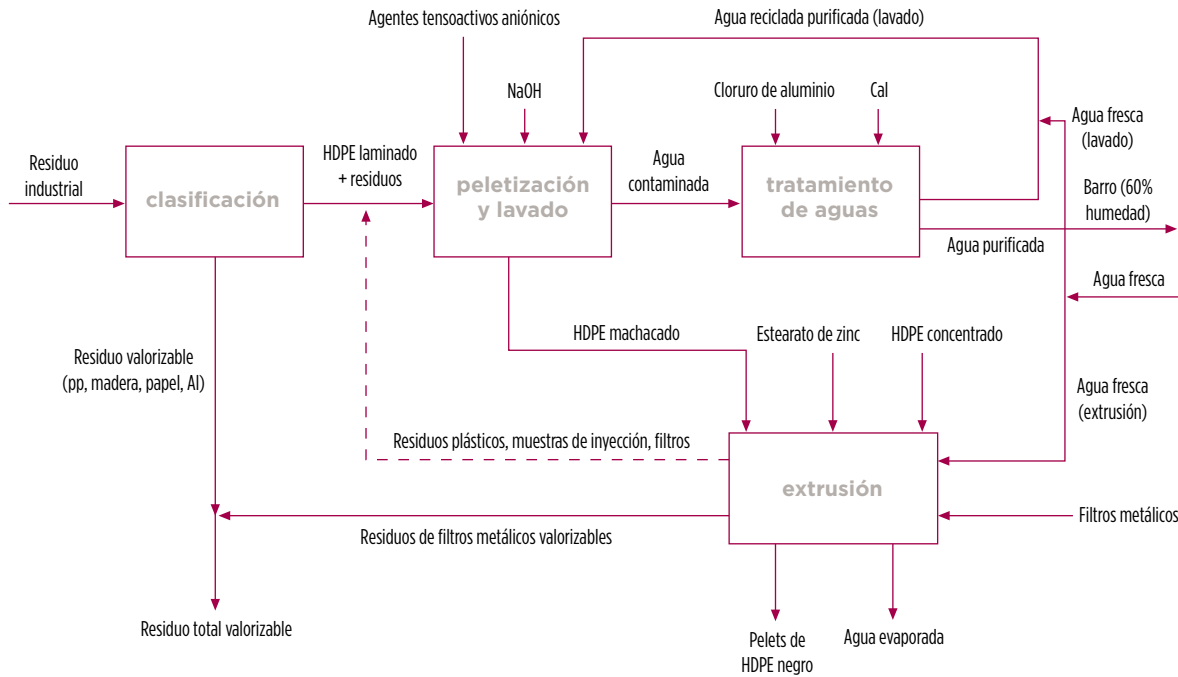 Agentes tensoactivos aniónicos
Agua reciclada purificada (lavado)
NaOH
Cloruro de aluminio
Cal
Agua fresca
(lavado)
Residuo
industrial
clasificación
HDPE laminado
+ residuos
peletización
y lavado
Agua
contaminada
tratamiento
de aguas
Barro (60%
humedad)
Agua purificada
Agua fresca
HDPE machacado
Estearato de zinc
HDPE concentrado
Residuo valorizable
(pp, madera, papel, Al)
Agua fresca
(extrusión)
Residuos plásticos, muestras de inyección, filtros
extrusión
Residuos de filtros metálicos valorizables
Filtros metálicos
Residuo total valorizable
Pelets de
HDPE negro
Agua evaporada